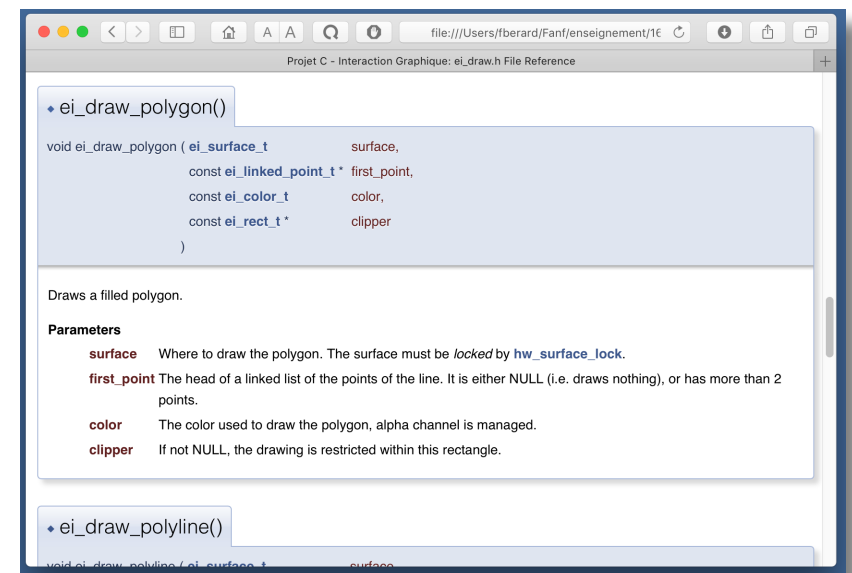 A A
file:///Users/fberard/Fanf/enseignement/16
Projet C - Interaction Graphique: ei_draw.h File Reference
ei_draw_polygon()
void ei_draw_polygon ( ei_surface_t surface,
const ei_linked_point_t * first_point,
const ei_color_t color,
const ei_rect_t * clipper
)
Draws a filled polygon.
Parameters
surface Where to draw the polygon. The surface must be locked by hw_surface_lock.
first_point The head of a linked list of the points of the line. It is either NULL (i.e. draws nothing), or has more than 2
points.
color The color used to draw the polygon, alpha channel is managed.
clipper If not NULL, the drawing is restricted within this rectangle.
ei_draw_polyline()
void ei_draw_polyline ( ei_surface_t surface